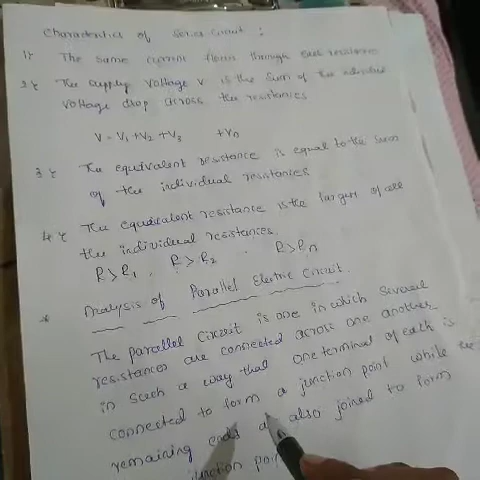 Characteristics of Series Circuit :
1} The same current flows through each resistance
2} The supply voltage V is the sum of the individual
voltage drop across the resistances
V = V1 + V2 + V3 + Vn
3} The equivalent resistance is equal to the sum
of the individual resistances
4} The equivalent resistance is the largest of all
the individual resistances.
R > R1, R > R2 . R > Rn
* Analysis of Parallel Electric Circuit.
The parallel Circuit is one in which several
resistances are connected across one another
in such a way that one terminal of each is
connected to form a junction point while the
remaining ends also joined to form
junction